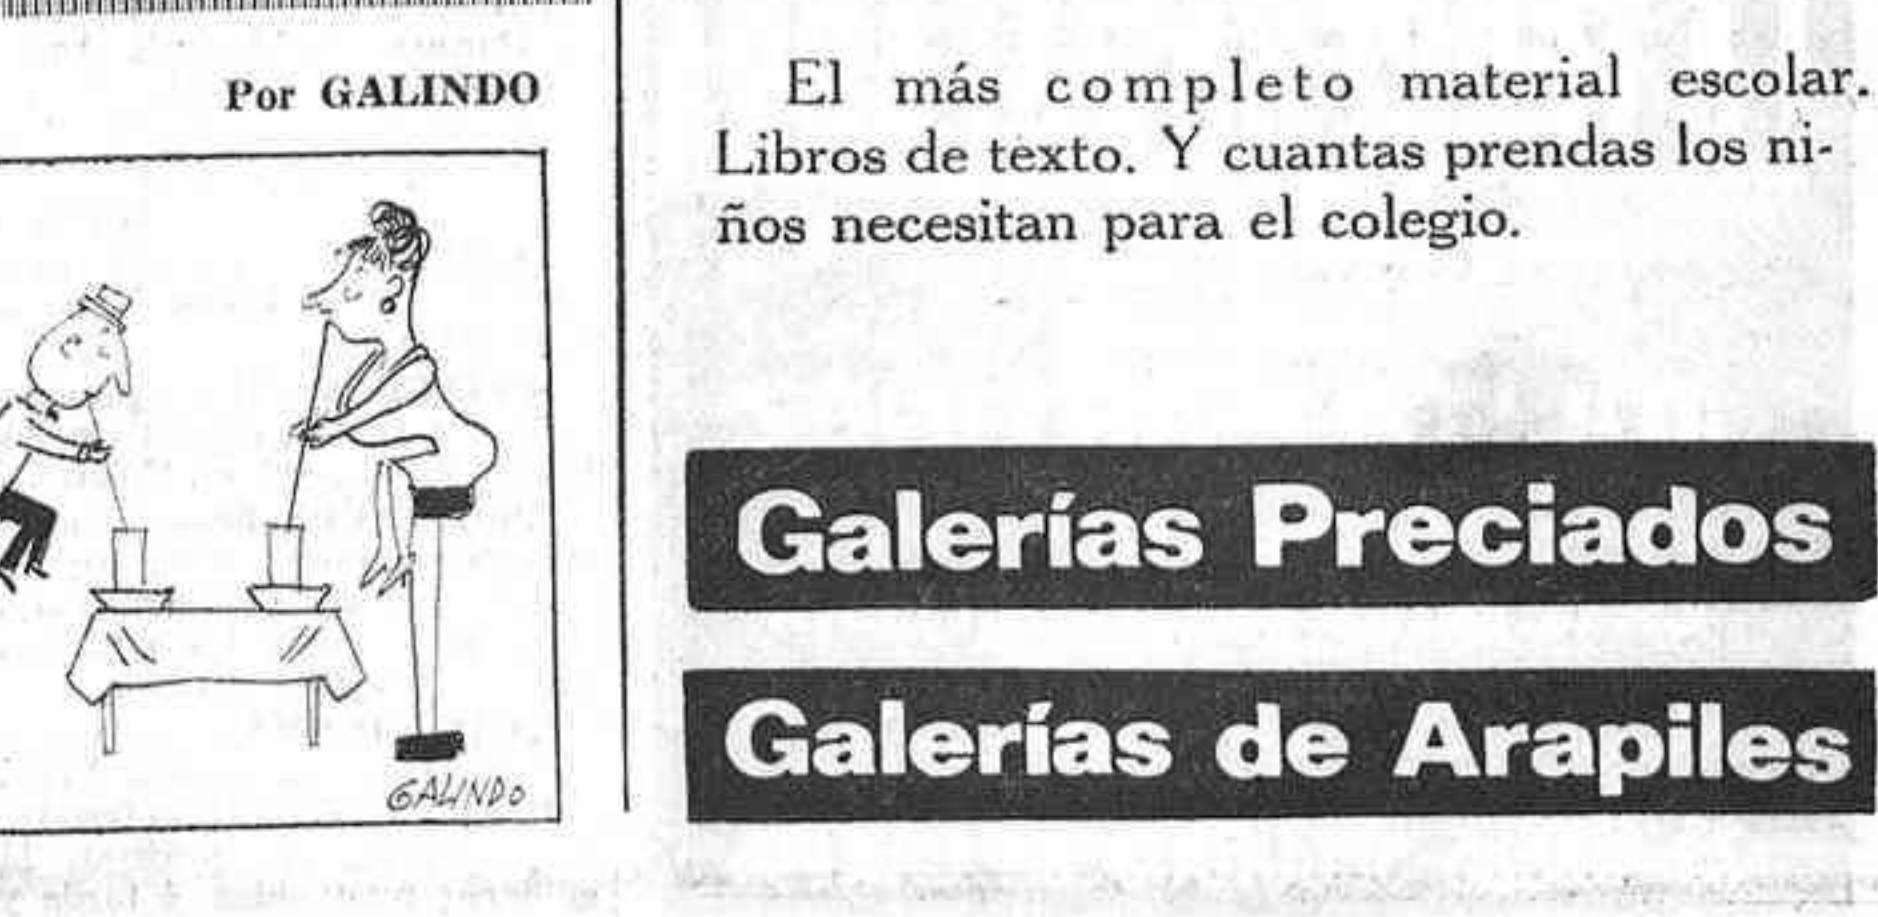 Por GALINDO
GALINDO
El más completo material escolar.
Libros de texto. Y cuantas prendas los ni-
ños necesitan para el colegio.
Galerías Preciados
Galerías de Arapiles